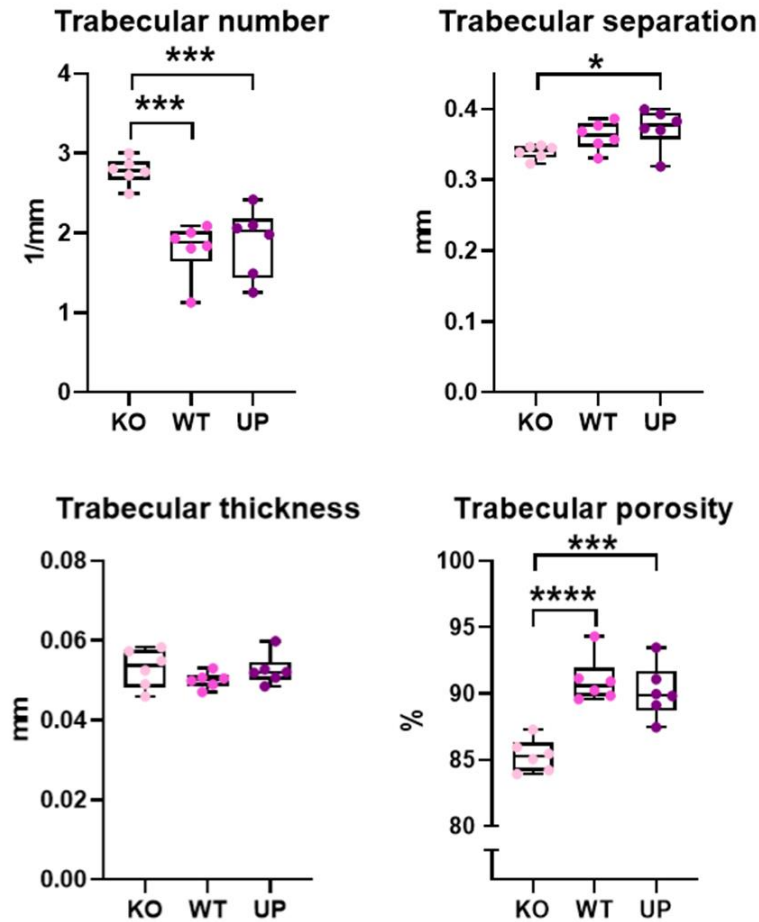 Trabecular number
***
***
4
3
2
1
0
1/mm
KO WT UP
Trabecular separation
*
0.4
0.3
0.2
0.1
0.0
mm
KO WT UP
Trabecular thickness
0.08
0.06
0.04
0.02
0.00
mm
KO WT UP
Trabecular porosity
***
****
100
95
90
85
80
%
KO WT UP